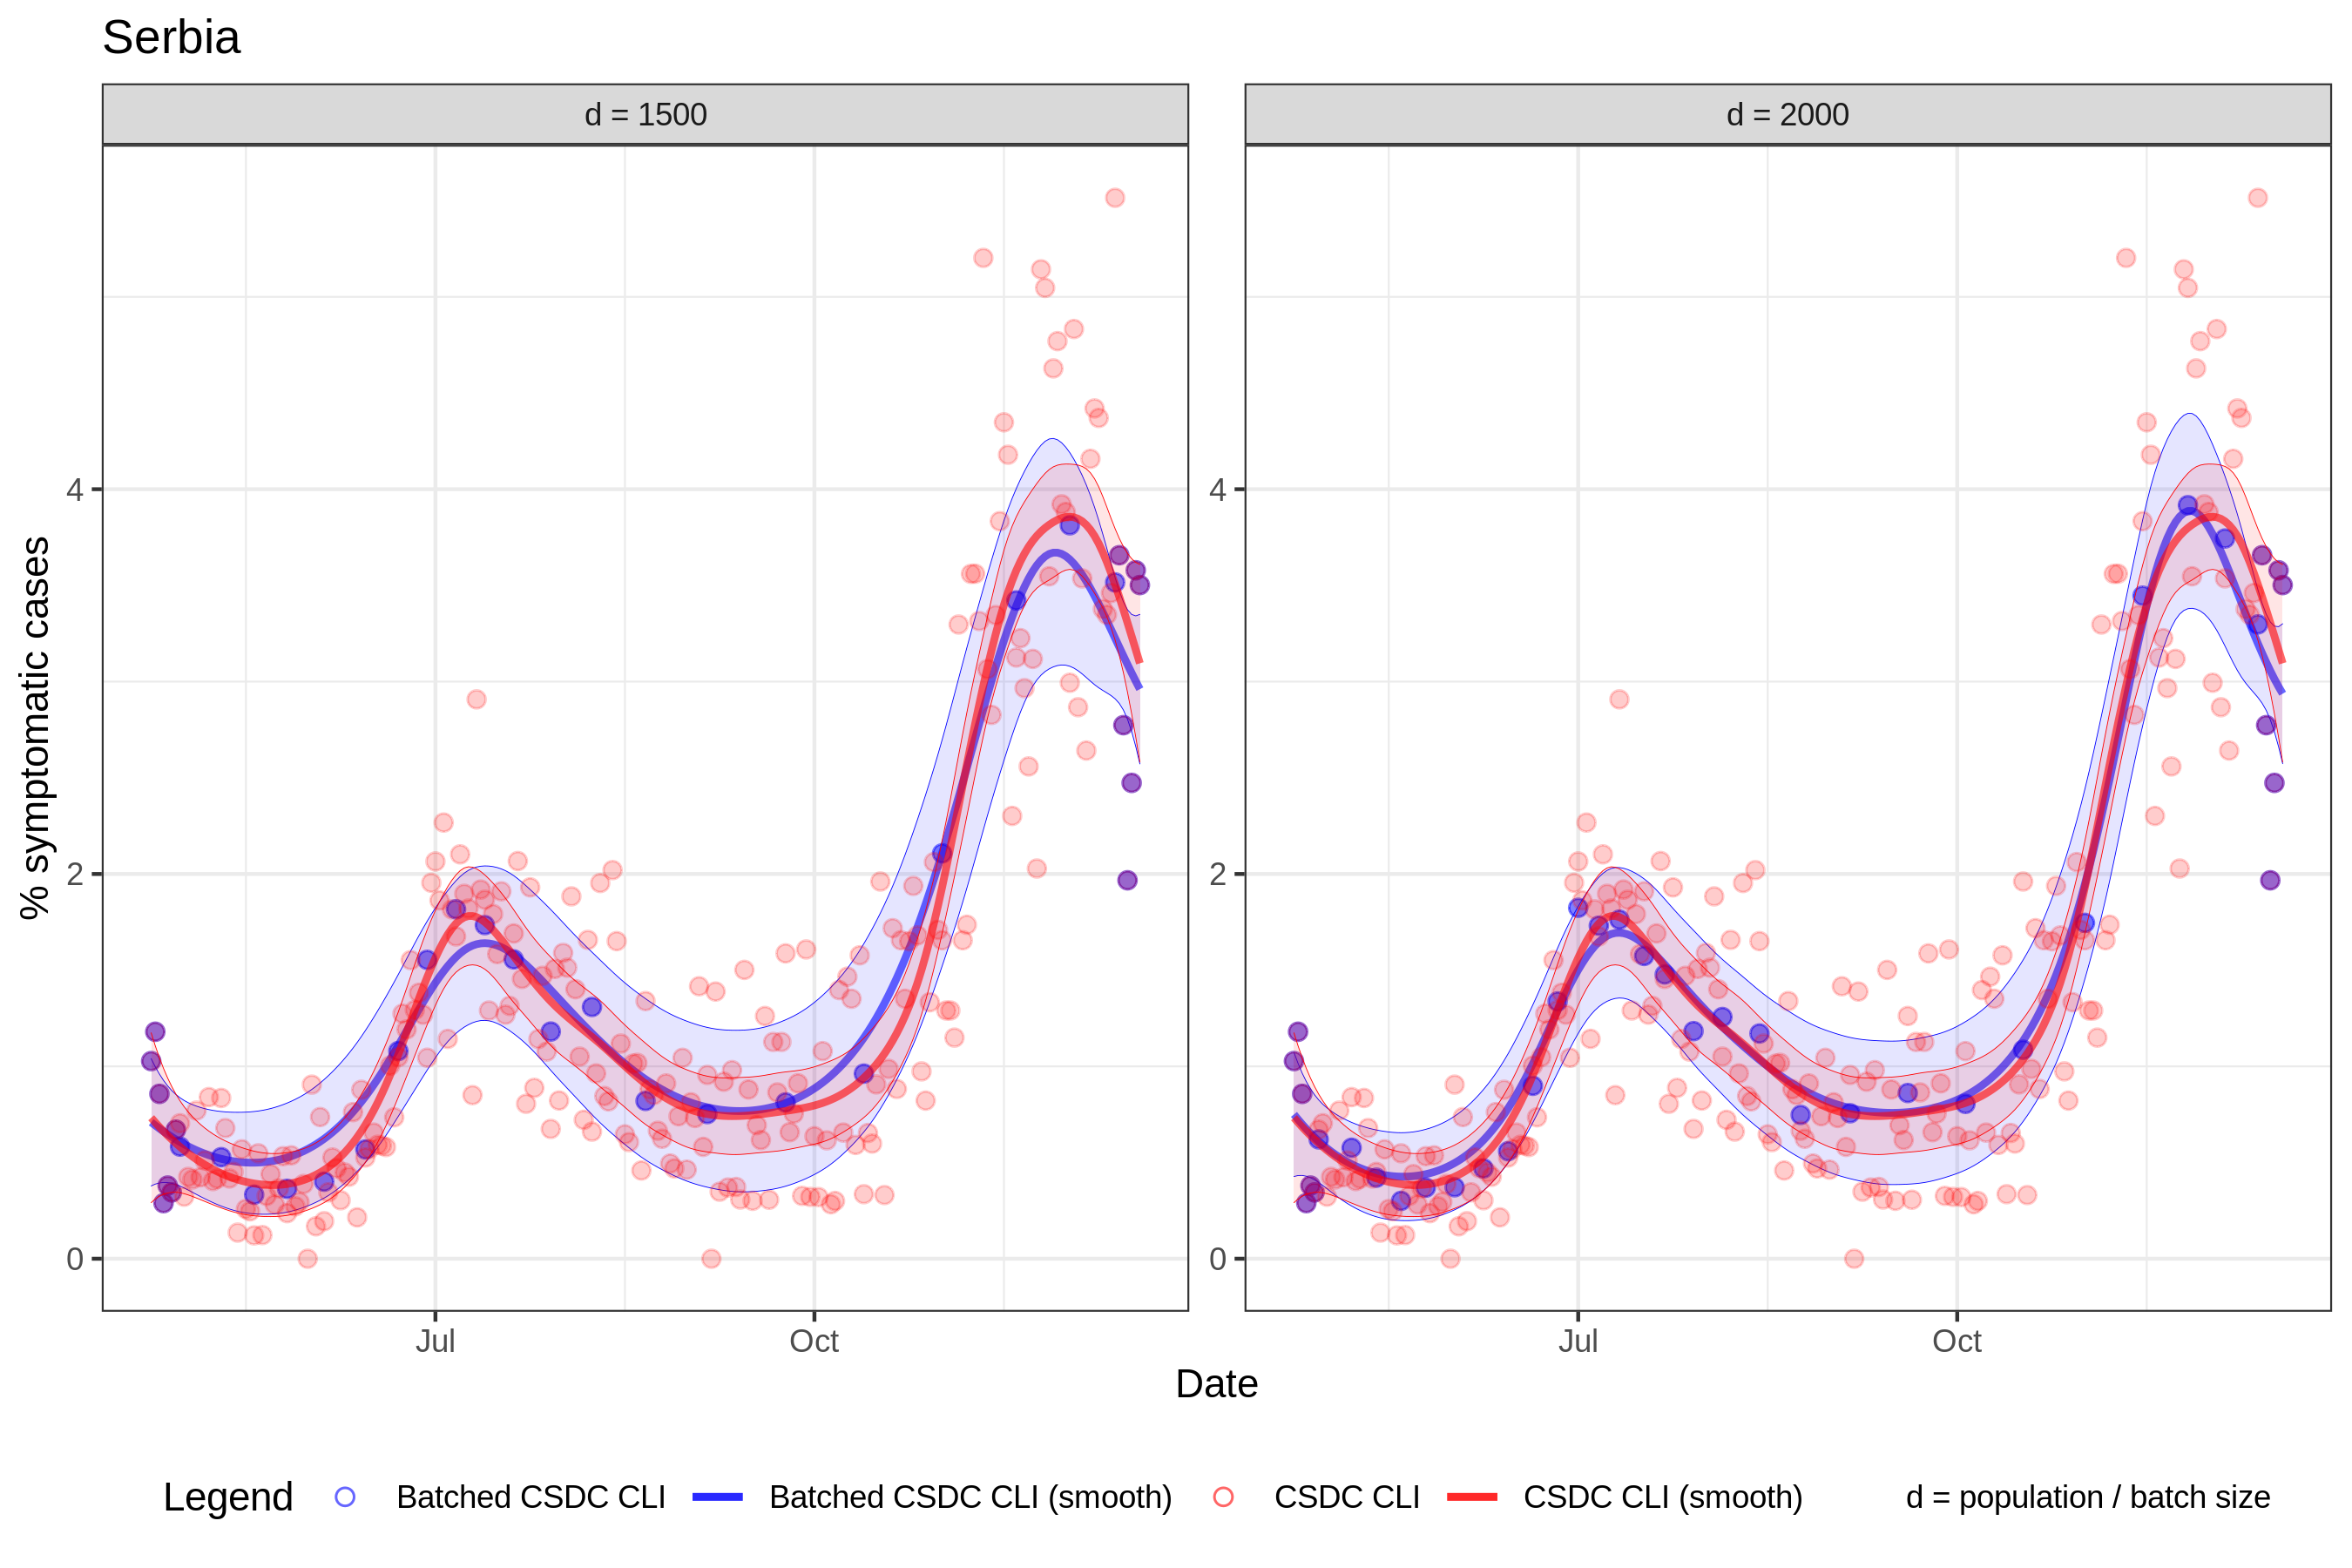 Serbia
d = 1500
d = 2000
% symptomatic cases
4
2
0
4
2
0
Jul
Oct
Jul
Oct
Date
Legend
Batched CSDC CLI
Batched CSDC CLI (smooth)
CSDC CLI
CSDC CLI (smooth)
d = population / batch size